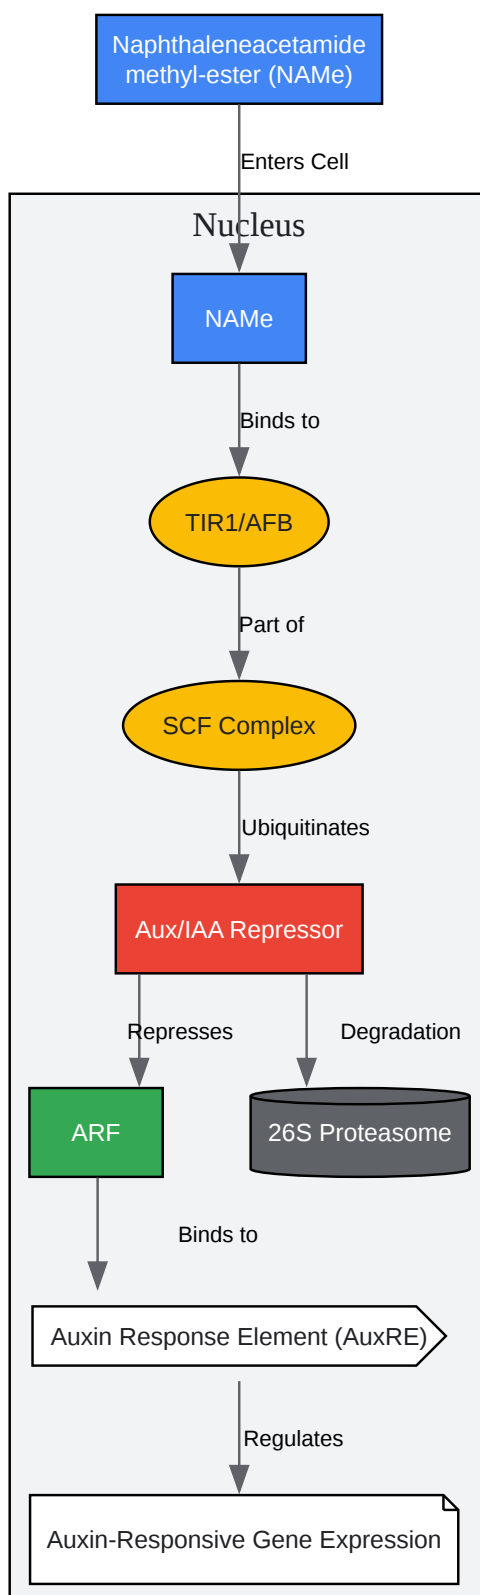 Naphthaleneacetamide
methyl-ester (NAMe)
Enters Cell
Nucleus
NAMe
Binds to
TIR1/AFB
Part of
SCF Complex
Ubiquitinates
Aux/IAA Repressor
Represses
Degradation
ARF
26S Proteasome
Binds to
Auxin Response Element (AuxRE)
Regulates
Auxin-Responsive Gene Expression